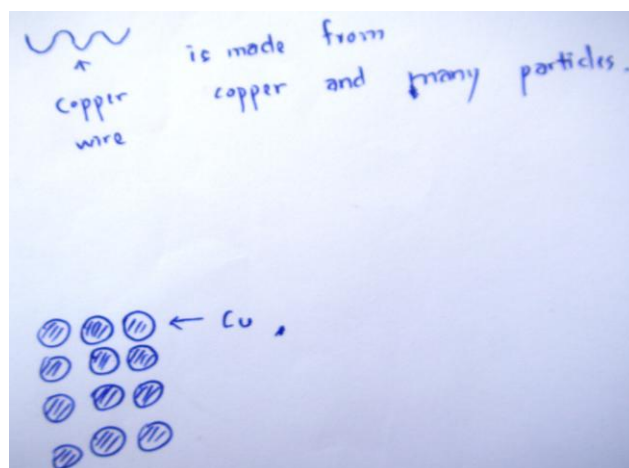 is made from
copper and many particles.
copper
wire
Cu